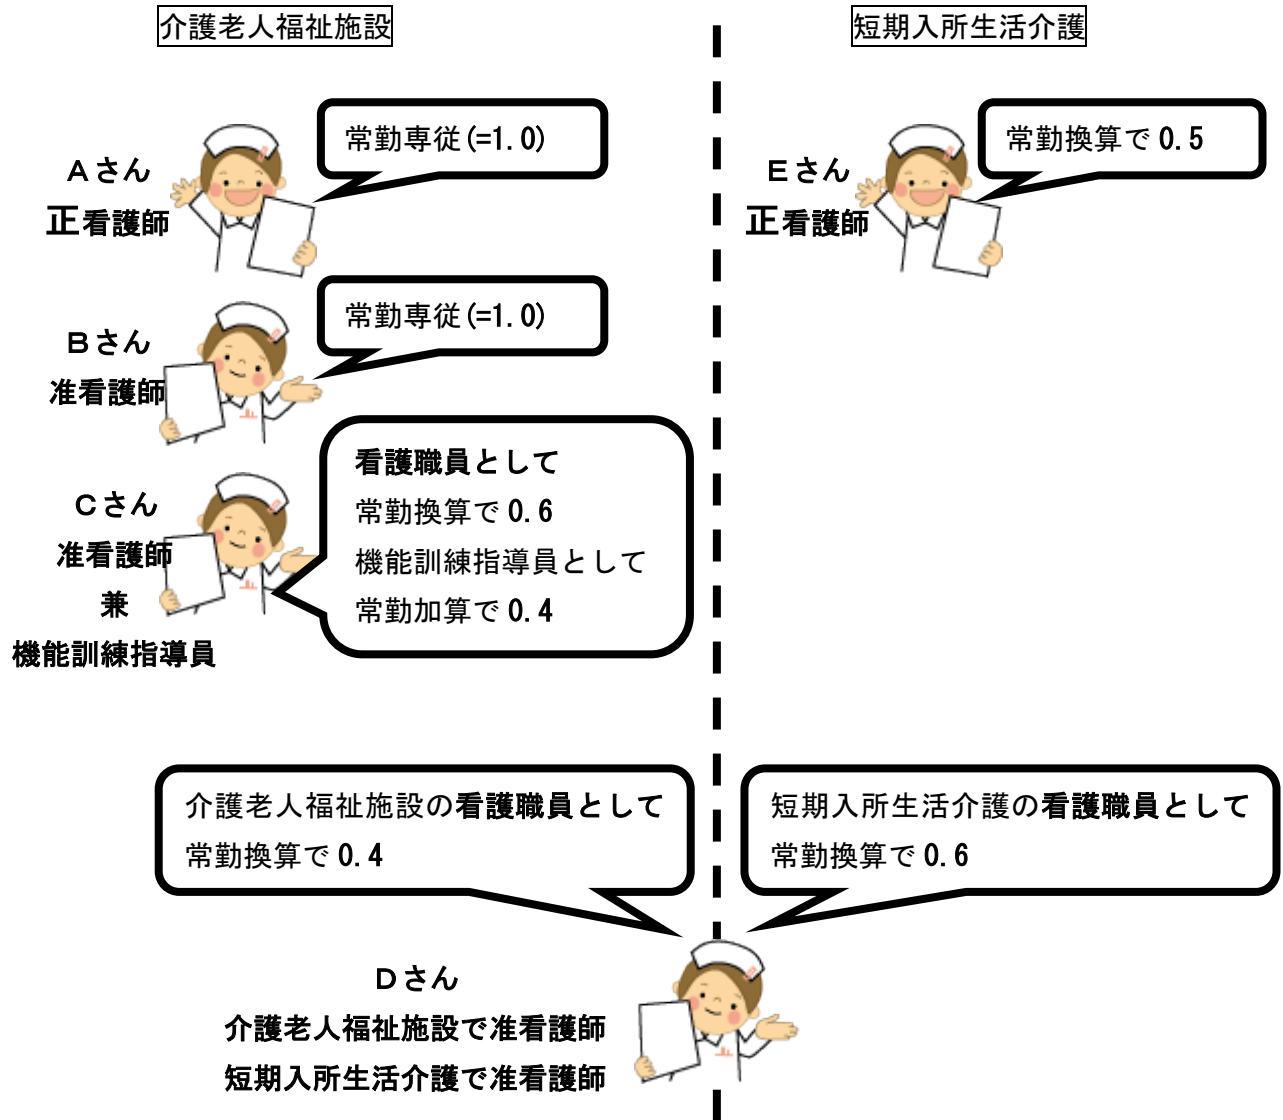 介護老人福祉施設
短期入所生活介護
Aさん
正看護師
常勤専従(=1.0)
Eさん
正看護師
常勤換算で0.5
Bさん
准看護師
常勤専従(=1.0)
Cさん
准看護師
兼
機能訓練指導員
看護職員として
常勤換算で0.6
機能訓練指導員として
常勤加算で0.4
介護老人福祉施設の看護職員として
常勤換算で0.4
短期入所生活介護の看護職員として
常勤換算で0.6
Dさん
介護老人福祉施設で准看護師
短期入所生活介護で准看護師